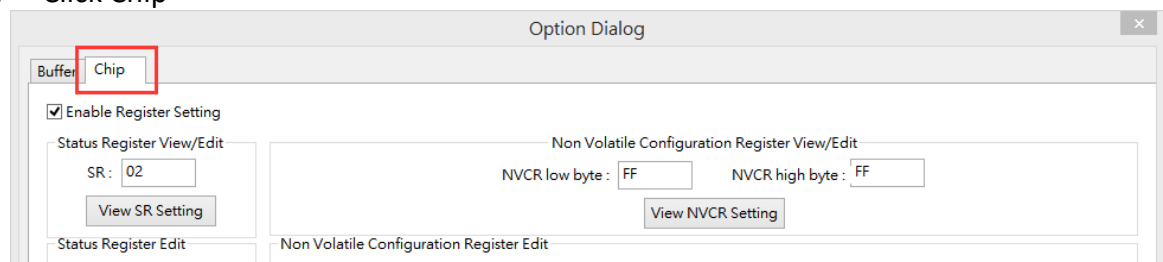 Click Chip
Option Dialog
Buffer Chip
Enable Register Setting
Status Register View/Edit
Non Volatile Configuration Register View/Edit
SR: 02
NVCR low byte : FF NVCR high byte : FF
View SR Setting
View NVCR Setting
Status Register Edit
Non Volatile Configuration Register Edit